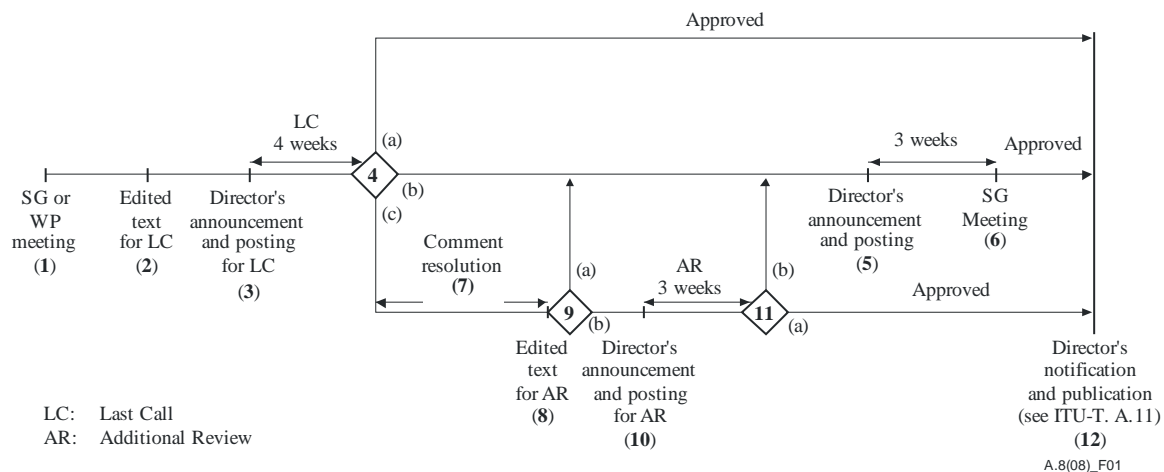 Approved
LC
4 weeks
(a)
3 weeks
Approved
4
(b)
(c)
SG or
WP
meeting
(1)
Edited
text
for LC
(2)
Director's
announcement
and posting
for LC
(3)
Director's
announcement
and posting
(5)
SG
Meeting
(6)
Comment
resolution
(7)
(a)
AR
3 weeks
(b)
Approved
9
(b)
11
(a)
Edited
text
for AR
(8)
Director's
announcement
and posting
for AR
(10)
Director's
notification
and publication
(see ITU-T. A.11)
(12)
LC: Last Call
AR: Additional Review
A.8(08)_F01